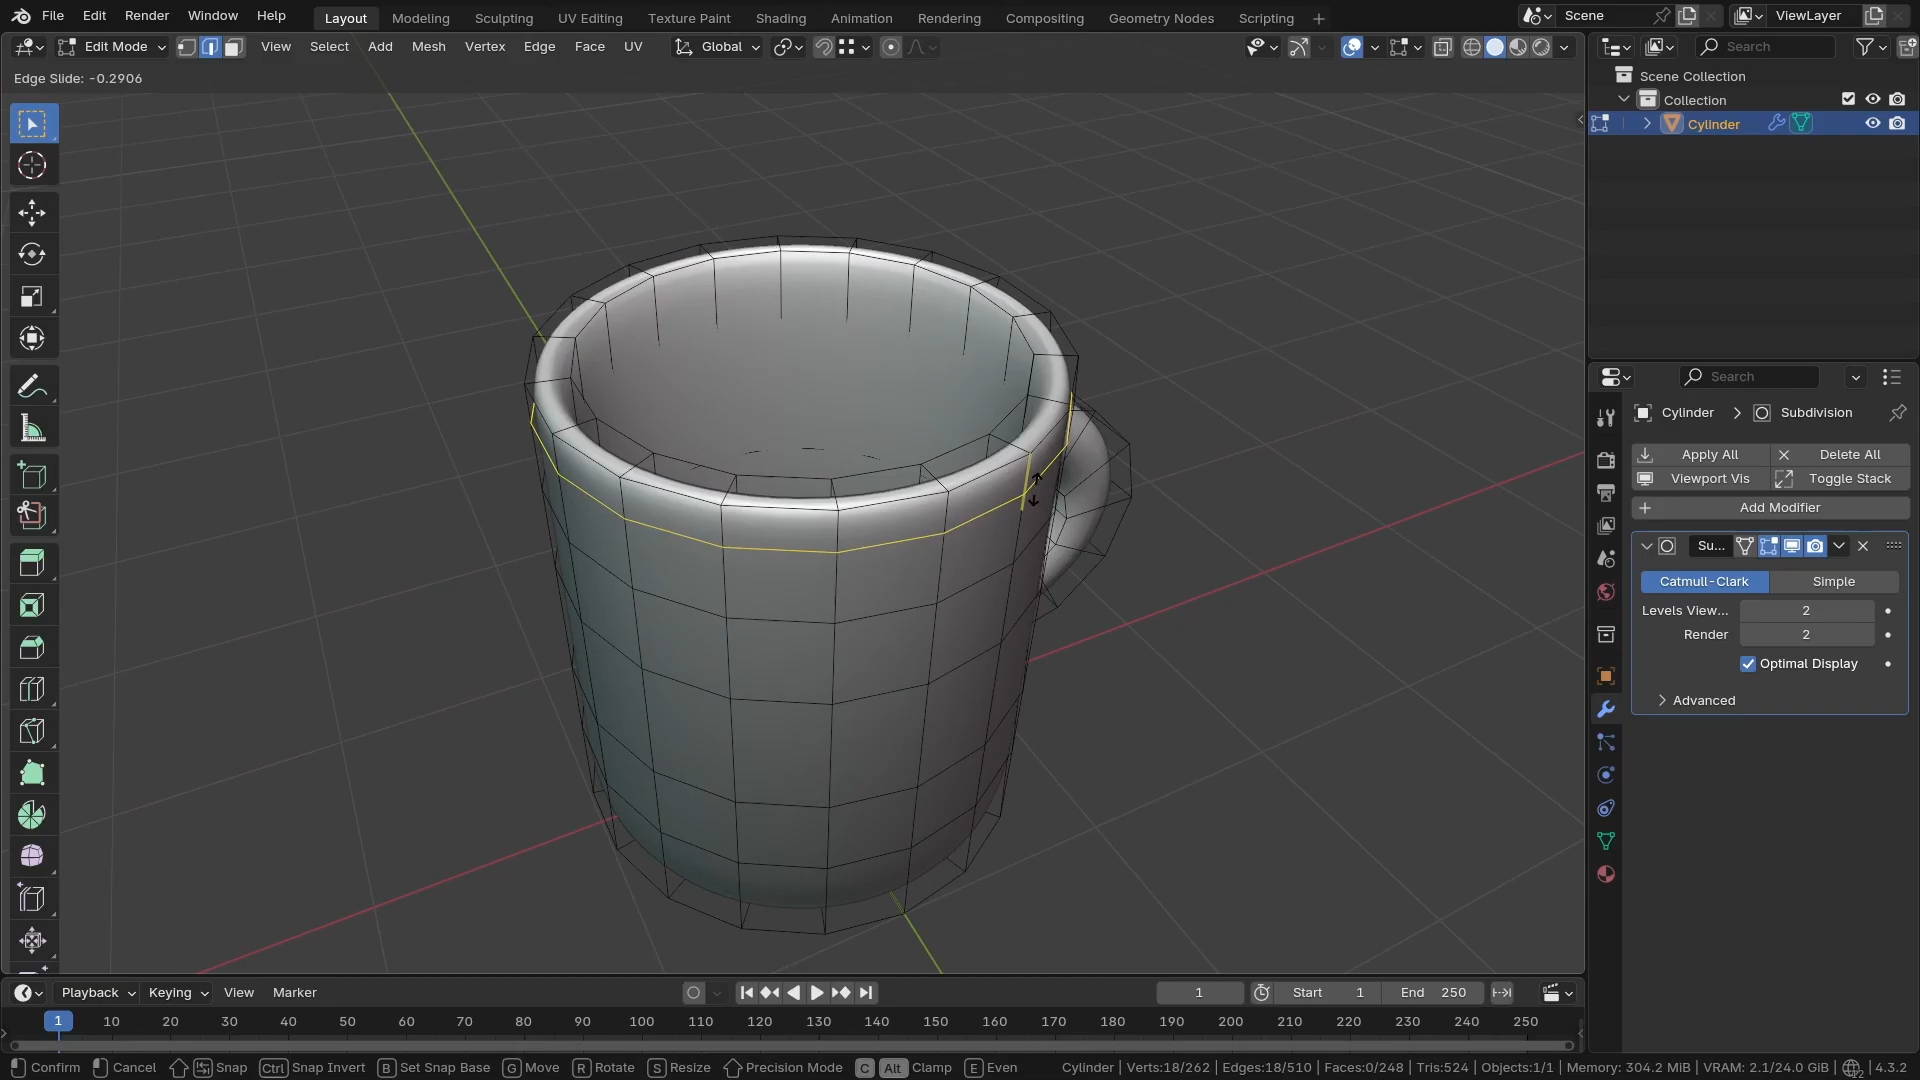 File Edit Render Window Help Layout Modeling Sculpting UV Editing Texture Paint Shading Animation Rendering Compositing Geometry Nodes Scripting Scene ViewLayer
Edit Mode View Select Add Mesh Vertex Edge Face UV Global Search
Edge Slide: -0.2906
Scene Collection
Collection
Cylinder
Search
Cylinder Subdivision
Apply All Delete All
Viewport Vis Toggle Stack
Add Modifier
Su...
Catmull-Clark Simple
Levels View... 2
Render 2
Optimal Display
Advanced
Playback Keying View Marker 1 Start 1 End 250
1 10 20 30 40 50 60 70 80 90 100 110 120 130 140 150 160 170 180 190 200 210 220 230 240 250
Confirm Cancel Snap Ctrl Snap Invert B Set Snap Base G Move R Rotate S Resize Precision Mode C Alt Clamp E Even Cylinder | Verts:18/262 | Edges:18/510 | Faces:0/248 | Tris:524 | Objects:1/1 | Memory: 304.2 MiB | VRAM: 2.1/24.0 GiB | 4.3.2